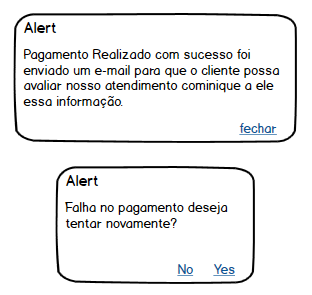 Alert
Pagamento Realizado com sucesso foi
enviado um e-mail para que o cliente possa
avaliar nosso atendimento cominique a ele
essa informação.
fechar
Alert
Falha no pagamento deseja
tentar novamente?
No Yes